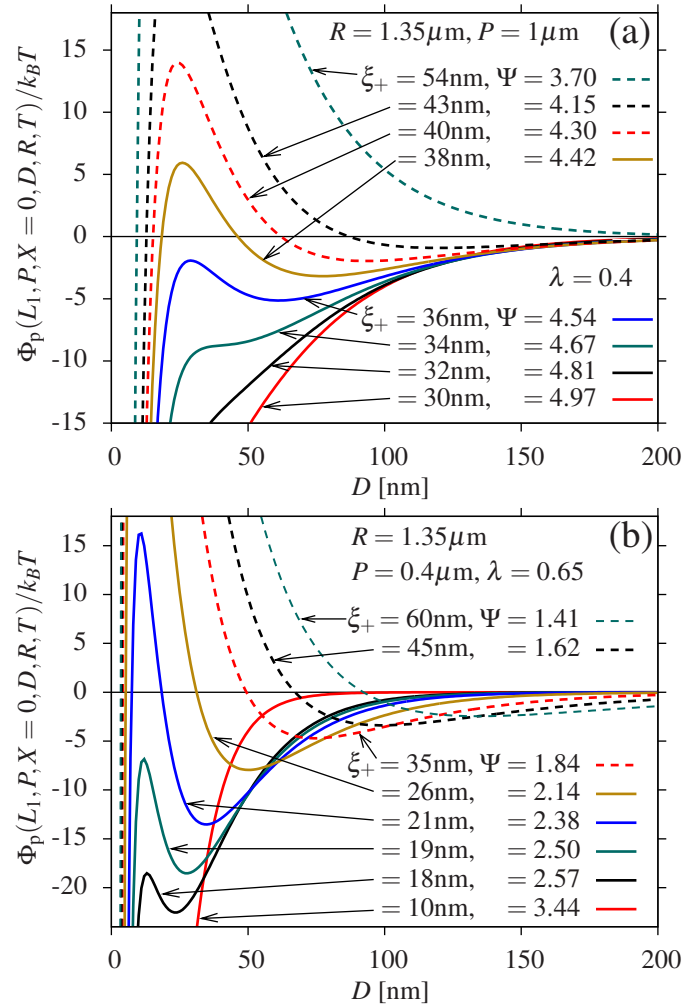 R = 1.35μm, P = 1μm (a)
ξ₊ = 54nm, Ψ = 3.70
= 43nm, = 4.15
= 40nm, = 4.30
= 38nm, = 4.42
λ = 0.4
ξ₊ = 36nm, Ψ = 4.54
= 34nm, = 4.67
= 32nm, = 4.81
= 30nm, = 4.97
Φₚ(L₁,P,X = 0,D,R,T)/k_BT
15
10
5
0
-5
-10
-15
0 50 100 150 200
D [nm]
R = 1.35μm (b)
P = 0.4μm, λ = 0.65
ξ₊ = 60nm, Ψ = 1.41
= 45nm, = 1.62
ξ₊ = 35nm, Ψ = 1.84
= 26nm, = 2.14
= 21nm, = 2.38
= 19nm, = 2.50
= 18nm, = 2.57
= 10nm, = 3.44
Φₚ(L₁,P,X = 0,D,R,T)/k_BT
15
10
5
0
-5
-10
-15
-20
0 50 100 150 200
D [nm]